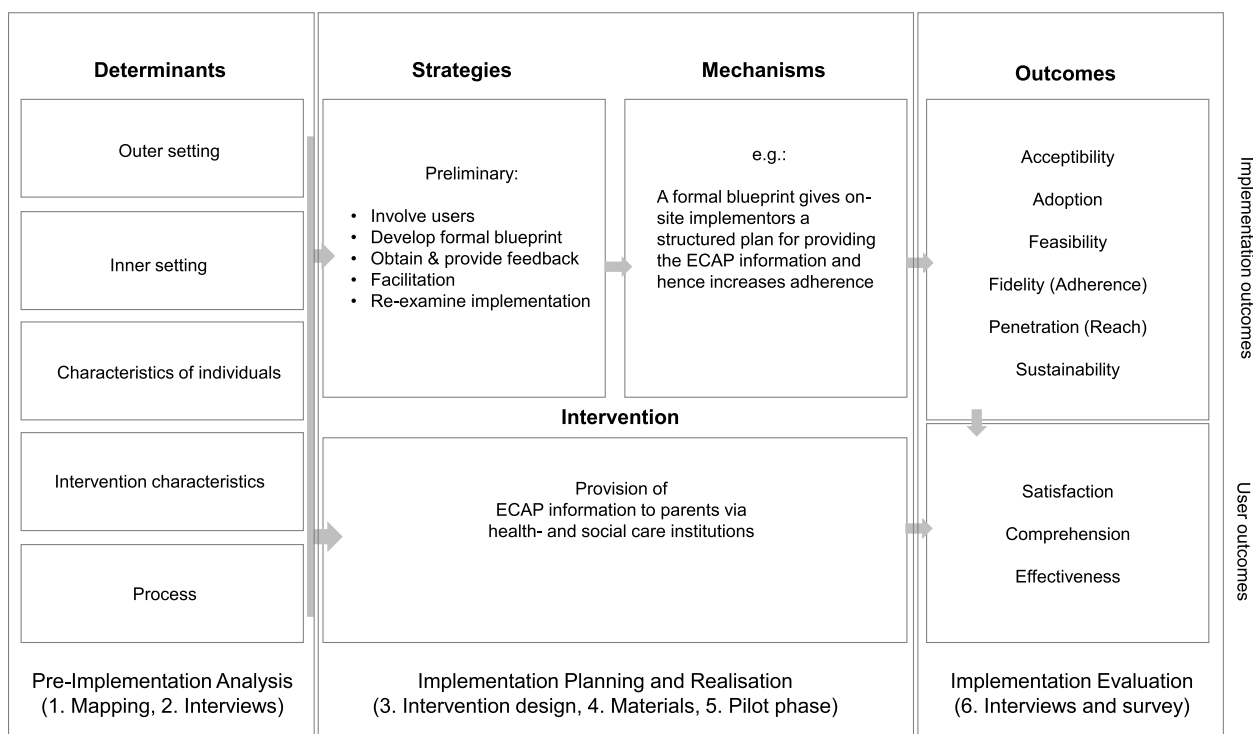 Determinants
Outer setting
Inner setting
Characteristics of individuals
Intervention characteristics
Process
Pre-Implementation Analysis
(1. Mapping, 2. Interviews)
Strategies
Preliminary:
• Involve users
• Develop formal blueprint
• Obtain & provide feedback
• Facilitation
• Re-examine implementation
Mechanisms
e.g.:
A formal blueprint gives on-
site implementors a
structured plan for providing
the ECAP information and
hence increases adherence
Intervention
Provision of
ECAP information to parents via
health- and social care institutions
Implementation Planning and Realisation
(3. Intervention design, 4. Materials, 5. Pilot phase)
Outcomes
Acceptibility
Adoption
Feasibility
Fidelity (Adherence)
Penetration (Reach)
Sustainability
Implementation outcomes
Satisfaction
Comprehension
Effectiveness
User outcomes
Implementation Evaluation
(6. Interviews and survey)